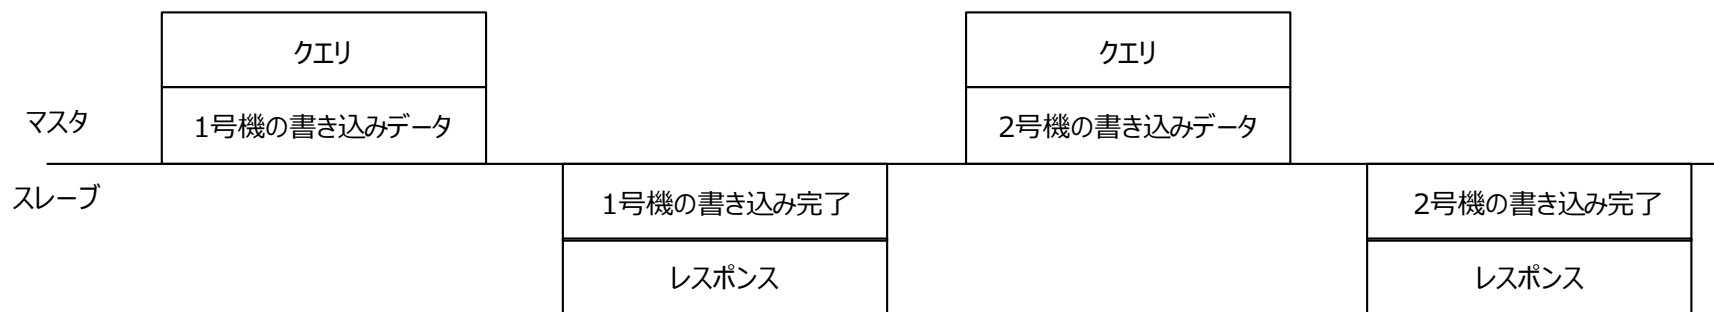 クエリ
クエリ
マスタ
1号機の書き込みデータ
2号機の書き込みデータ
スレーブ
1号機の書き込み完了
2号機の書き込み完了
レスポンス
レスポンス